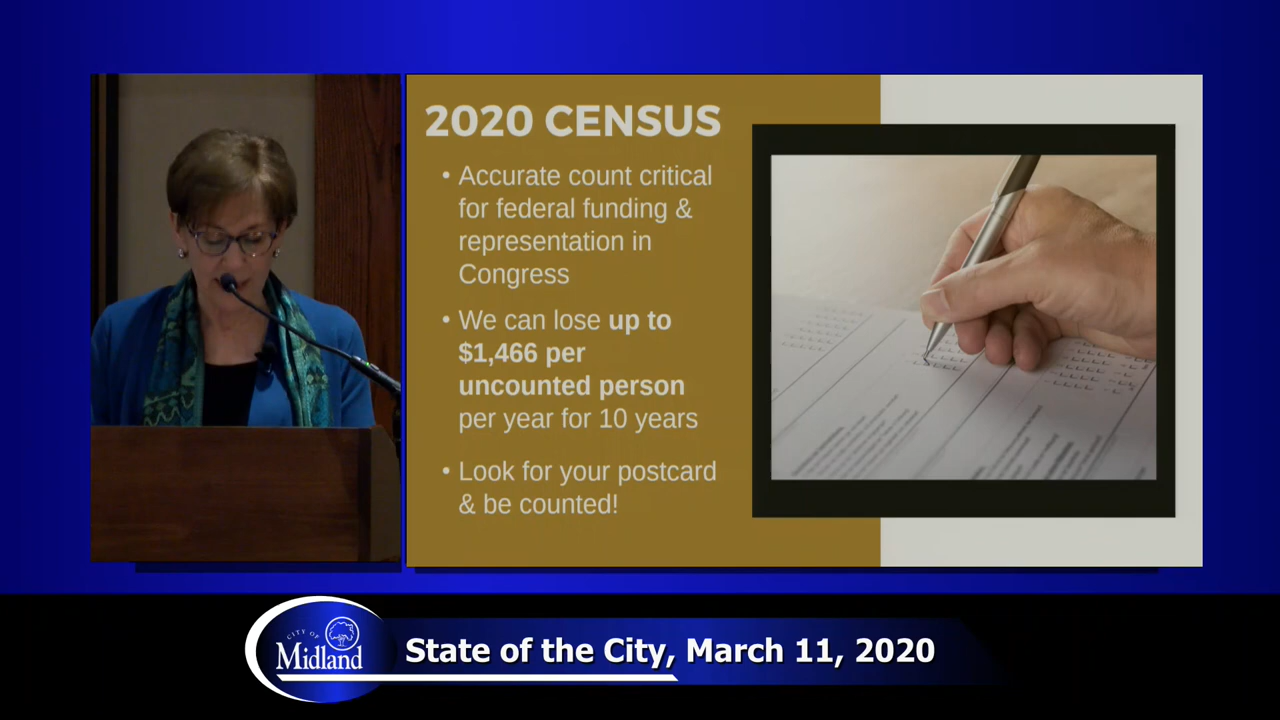 2020 CENSUS
• Accurate count critical
for federal funding &
representation in
Congress
• We can lose up to
$1,466 per
uncounted person
per year for 10 years
• Look for your postcard
& be counted!
CITY OF
Midland
State of the City, March 11, 2020